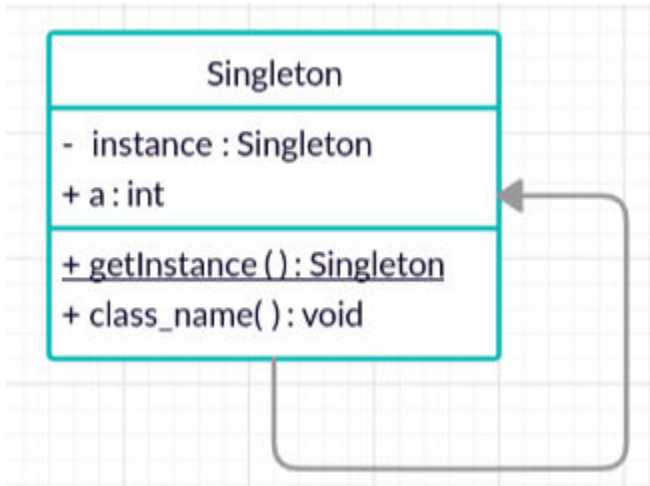 Singleton
- instance : Singleton
+ a : int
+ getInstance ( ) : Singleton
+ class_name( ) : void